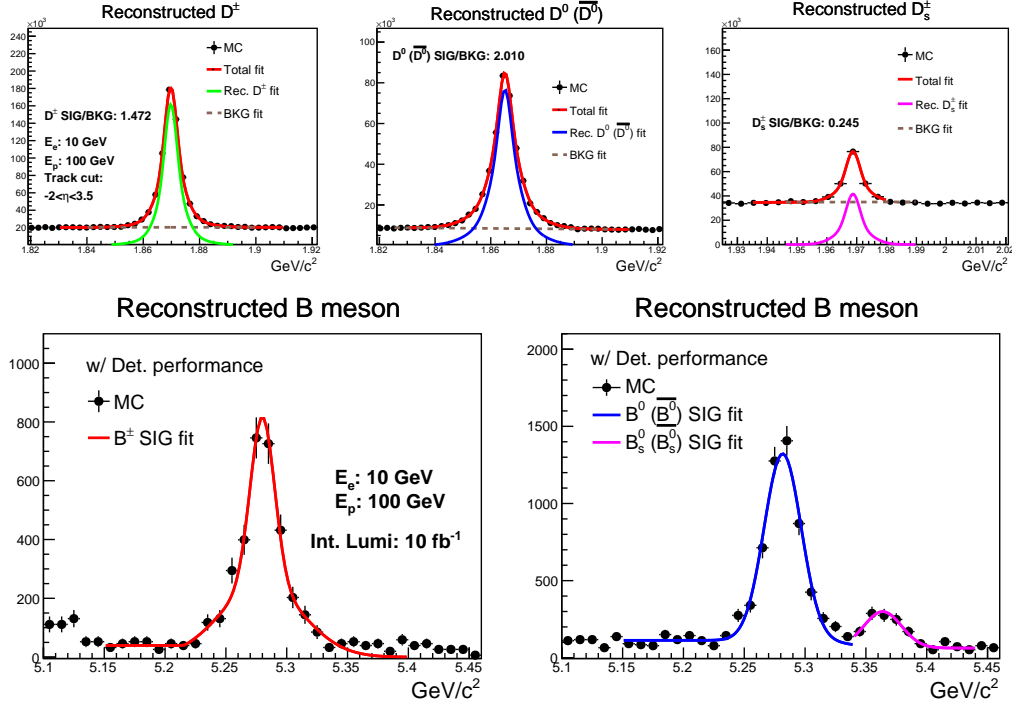 Reconstructed D±
×10³
240
220
200
180
160
140
120
100
80
60
40
20
0
MC
Total fit
Rec. D± fit
BKG fit
D± SIG/BKG: 1.472
Eₑ: 10 GeV
Eₚ: 100 GeV
Track cut:
-2<η<3.5
1.82 1.84 1.86 1.88 1.9 1.92
GeV/c²
Reconstructed D⁰ (D̅⁰)
×10³
100
80
60
40
20
0
D⁰ (D̅⁰) SIG/BKG: 2.010
MC
Total fit
Rec. D⁰ (D̅⁰) fit
BKG fit
1.82 1.84 1.86 1.88 1.9 1.92
GeV/c²
Reconstructed Dₛ±
×10³
160
140
120
100
80
60
40
20
0
MC
Total fit
Rec. Dₛ± fit
BKG fit
Dₛ± SIG/BKG: 0.245
1.93 1.94 1.95 1.96 1.97 1.98 1.99 2 2.01 2.02
GeV/c²
Reconstructed B meson
1000
800
600
400
200
0
w/ Det. performance
MC
B± SIG fit
Eₑ: 10 GeV
Eₚ: 100 GeV
Int. Lumi: 10 fb⁻¹
5.1 5.15 5.2 5.25 5.3 5.35 5.4 5.45
GeV/c²
Reconstructed B meson
2000
1500
1000
500
0
w/ Det. performance
MC
B⁰ (B̅⁰) SIG fit
Bₛ⁰ (B̅ₛ⁰) SIG fit
5.1 5.15 5.2 5.25 5.3 5.35 5.4 5.45
GeV/c²